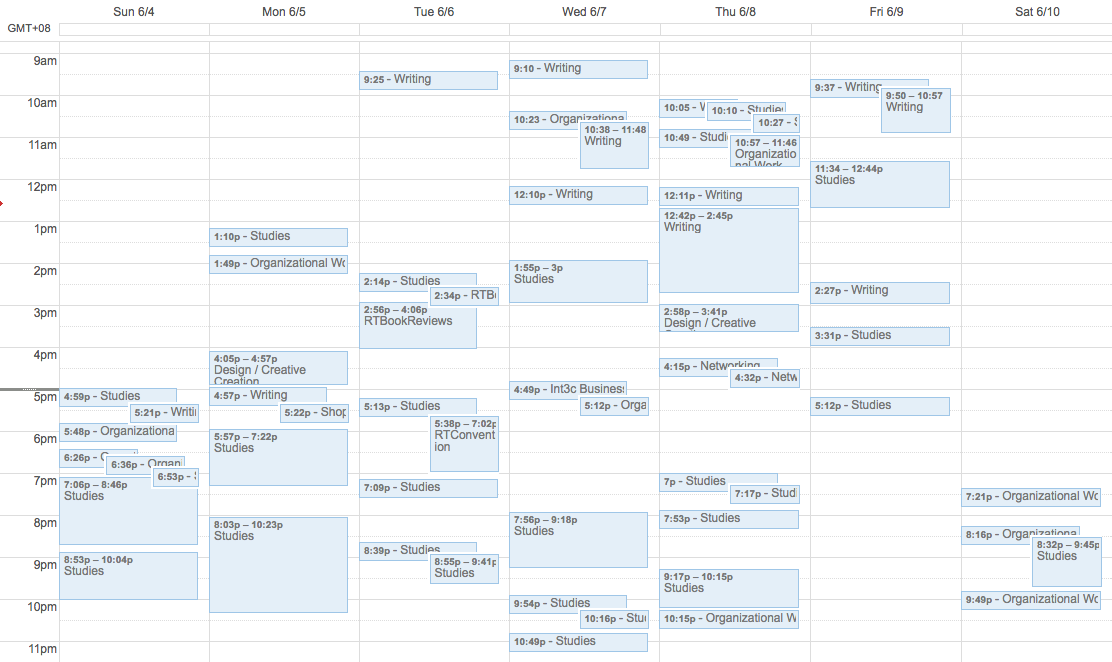 Sun 6/4
Mon 6/5
Tue 6/6
Wed 6/7
Thu 6/8
Fri 6/9
Sat 6/10
GMT+08
9am
10am
11am
12pm
1pm
2pm
3pm
4pm
5pm
6pm
7pm
8pm
9pm
10pm
11pm
4:59p - Studies
5:21p - Writi
5:48p - Organizationa
6:26p -
6:36p - Organ
6:53p -
7:06p – 8:46p
Studies
8:53p – 10:04p
Studies
1:10p - Studies
1:49p - Organizational Wo
4:05p – 4:57p
Design / Creative
Creation
4:57p - Writing
5:22p - Shop
5:57p – 7:22p
Studies
8:03p – 10:23p
Studies
9:25 - Writing
2:14p - Studies
2:34p - RTB
2:56p – 4:06p
RTBookReviews
5:13p - Studies
5:38p – 7:02p
RTConvent
ion
7:09p - Studies
8:39p - Studies
8:55p – 9:41p
Studies
9:10 - Writing
10:23 - Organizationa
10:38 – 11:48
Writing
12:10p - Writing
1:55p – 3p
Studies
4:49p - Int3c Business
5:12p - Orga
7:56p – 9:18p
Studies
9:54p - Studies
10:16p - Stu
10:49p - Studies
10:05 - W
10:10 - Studie
10:27 - S
10:49 - Studi
10:57 – 11:46
Organizatio
nal Work
12:11p - Writing
12:42p – 2:45p
Writing
2:58p – 3:41p
Design / Creative
4:15p - Networking
4:32p - Netw
7p - Studies
7:17p - Studi
7:53p - Studies
9:17p – 10:15p
Studies
10:15p - Organizational W
9:37 - Writing
9:50 – 10:57
Writing
11:34 – 12:44p
Studies
2:27p - Writing
3:31p - Studies
5:12p - Studies
7:21p - Organizational Wo
8:16p - Organizationa
8:32p – 9:45p
Studies
9:49p - Organizational Wo